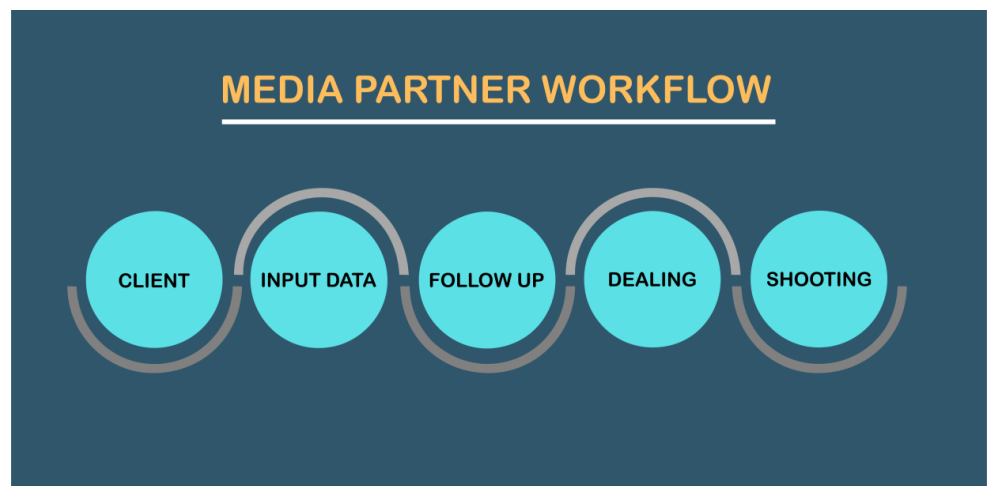 MEDIA PARTNER WORKFLOW
CLIENT
INPUT DATA
FOLLOW UP
DEALING
SHOOTING